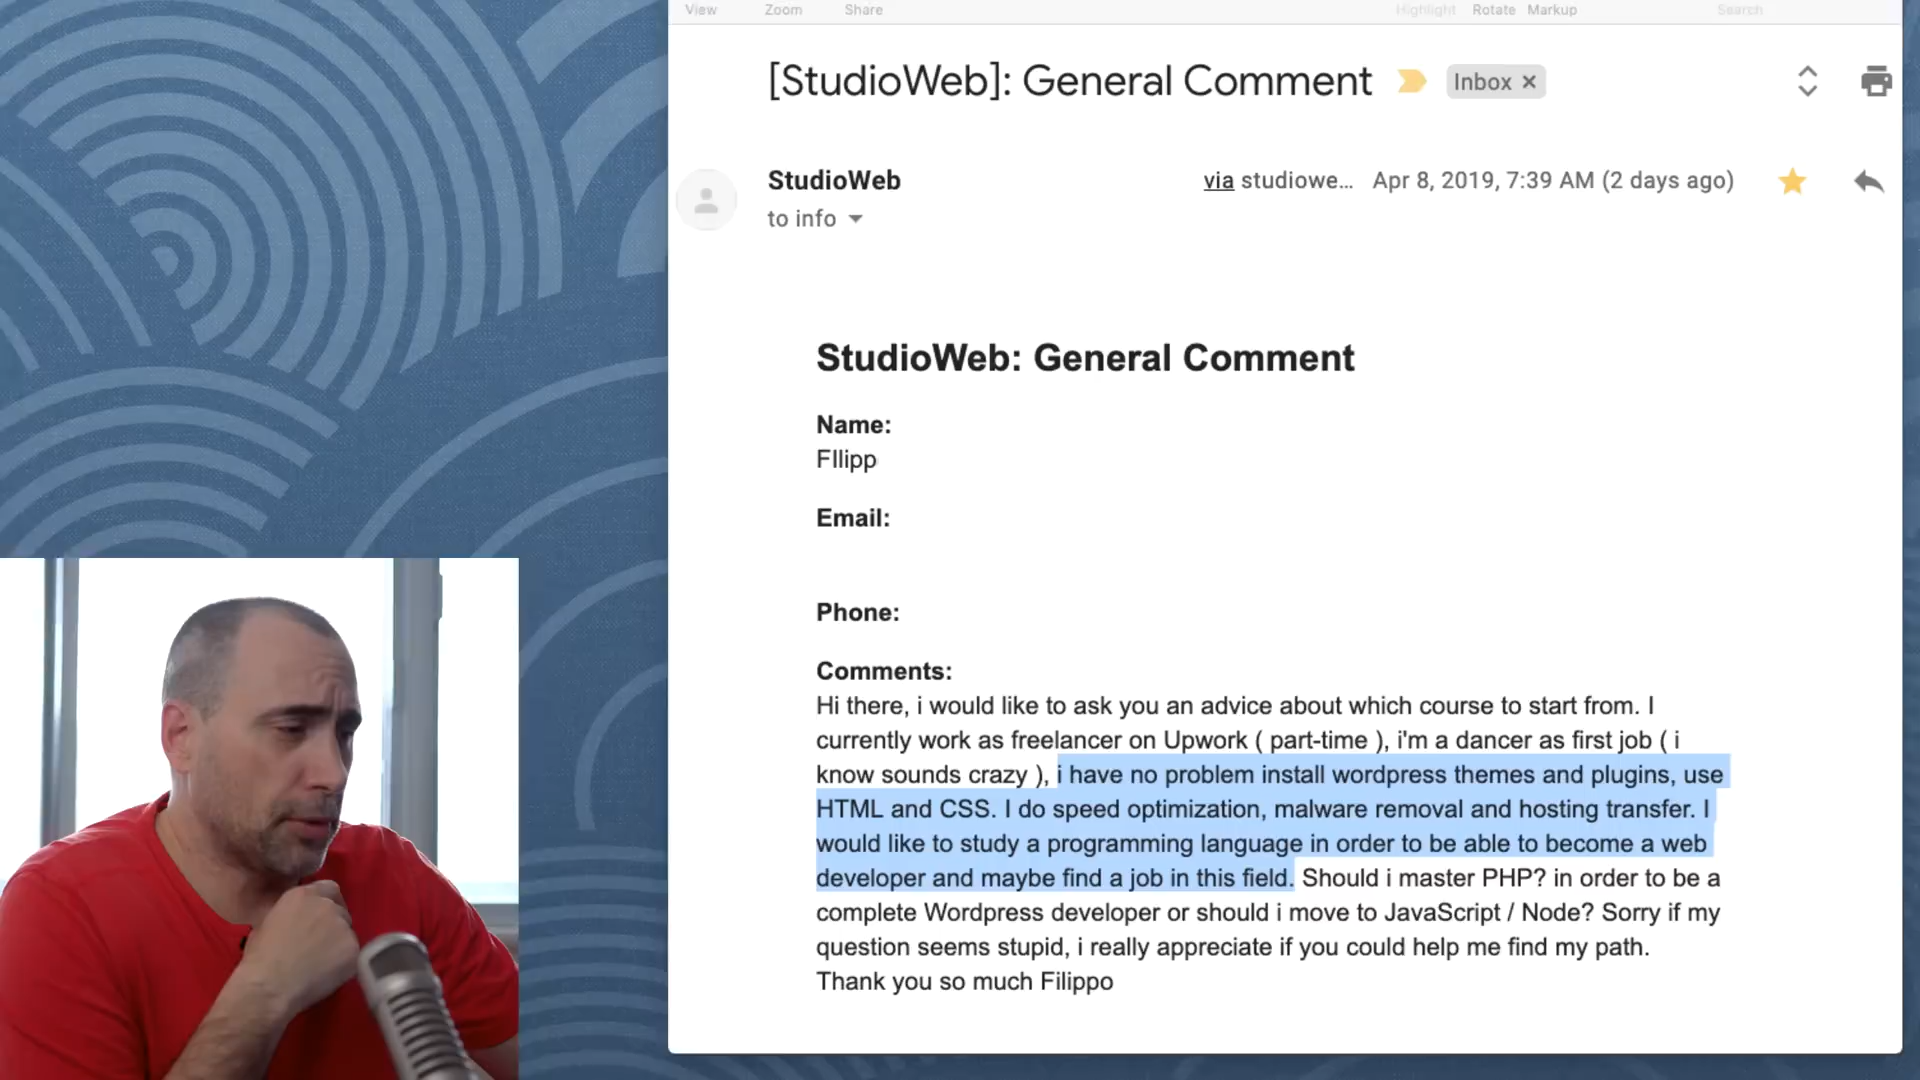 View Zoom Share Highlight Rotate Markup Search
[StudioWeb]: General Comment Inbox ×
StudioWeb via studiowe... Apr 8, 2019, 7:39 AM (2 days ago)
to info
StudioWeb: General Comment
Name:
FIlipp
Email:
Phone:
Comments:
Hi there, i would like to ask you an advice about which course to start from. I
currently work as freelancer on Upwork ( part-time ), i'm a dancer as first job ( i
know sounds crazy ), i have no problem install wordpress themes and plugins, use
HTML and CSS. I do speed optimization, malware removal and hosting transfer. I
would like to study a programming language in order to be able to become a web
developer and maybe find a job in this field. Should i master PHP? in order to be a
complete Wordpress developer or should i move to JavaScript / Node? Sorry if my
question seems stupid, i really appreciate if you could help me find my path.
Thank you so much Filippo